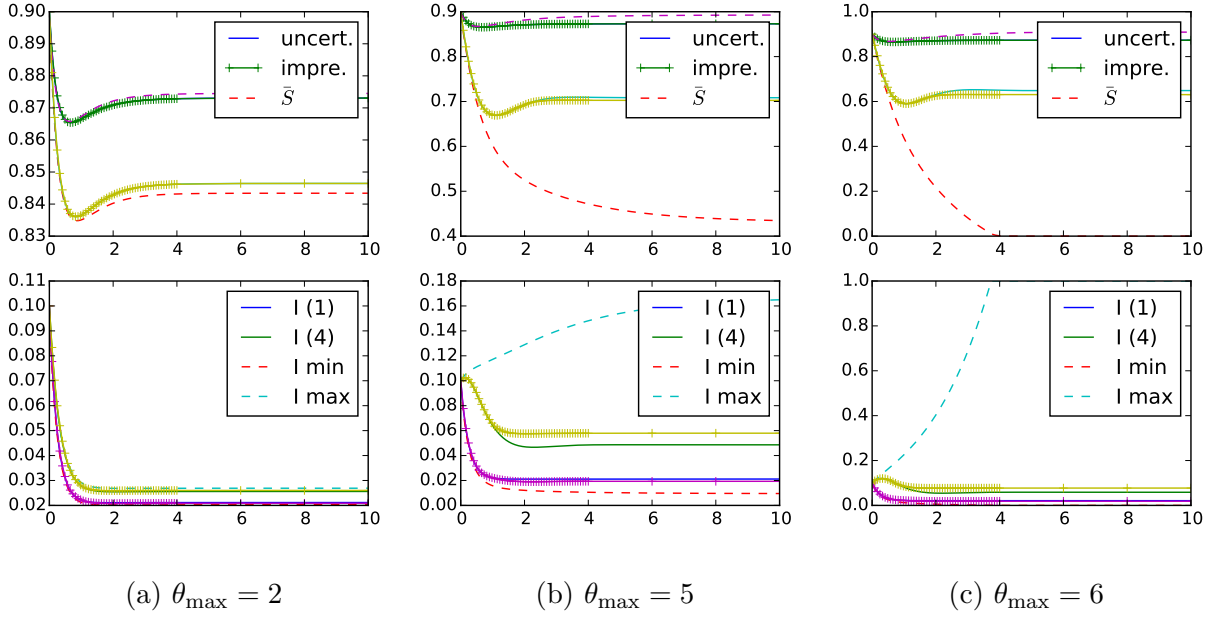 0.90
0.89
0.88
0.87
0.86
0.85
0.84
0.83
0 2 4 6 8 10
uncert.
impre.
S̄
0.9
0.8
0.7
0.6
0.5
0.4
0 2 4 6 8 10
uncert.
impre.
S̄
1.0
0.8
0.6
0.4
0.2
0.0
0 2 4 6 8 10
uncert.
impre.
S̄
0.11
0.10
0.09
0.08
0.07
0.06
0.05
0.04
0.03
0.02
0 2 4 6 8 10
I (1)
I (4)
I min
I max
0.18
0.16
0.14
0.12
0.10
0.08
0.06
0.04
0.02
0.00
0 2 4 6 8 10
I (1)
I (4)
I min
I max
1.0
0.8
0.6
0.4
0.2
0.0
0 2 4 6 8 10
I (1)
I (4)
I min
I max
(a) θmax = 2
(b) θmax = 5
(c) θmax = 6